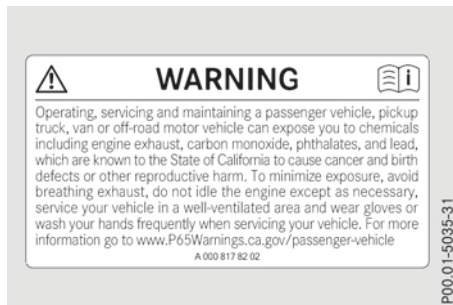 WARNING
Operating, servicing and maintaining a passenger vehicle, pickup
truck, van or off-road motor vehicle can expose you to chemicals
including engine exhaust, carbon monoxide, phthalates, and lead,
which are known to the State of California to cause cancer and birth
defects or other reproductive harm. To minimize exposure, avoid
breathing exhaust, do not idle the engine except as necessary,
service your vehicle in a well-ventilated area and wear gloves or
wash your hands frequently when servicing your vehicle. For more
information go to www.P65Warnings.ca.gov/passenger-vehicle
A 000 817 82 02
P00.01-5035-31